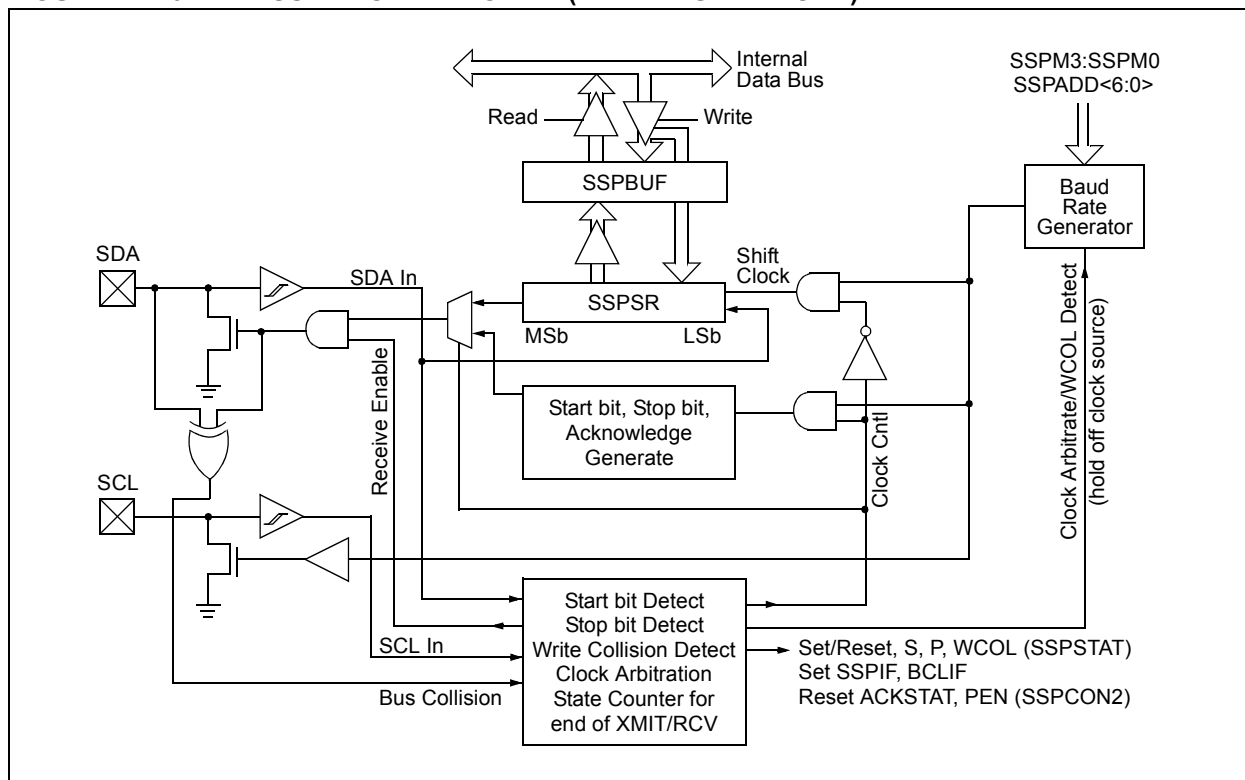 Internal
Data Bus
SSPM3:SSPM0
SSPADD<6:0>
Read
Write
SSPBUF
Baud
Rate
Generator
SDA
SDA In
Shift
Clock
SSPSR
MSb
LSb
Start bit, Stop bit,
Acknowledge
Generate
Receive Enable
Clock Cntl
Clock Arbitrate/WCOL Detect
(hold off clock source)
SCL
SCL In
Bus Collision
Start bit Detect
Stop bit Detect
Write Collision Detect
Clock Arbitration
State Counter for
end of XMIT/RCV
Set/Reset, S, P, WCOL (SSPSTAT)
Set SSPIF, BCLIF
Reset ACKSTAT, PEN (SSPCON2)